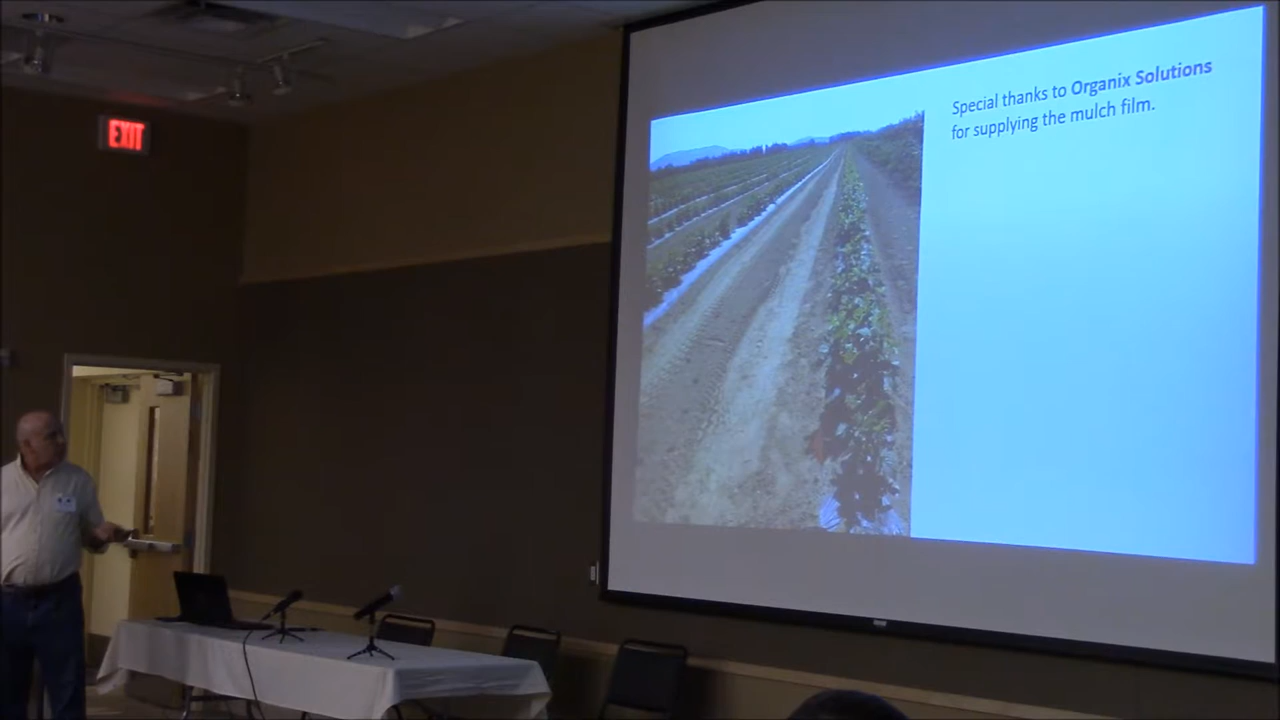 EXIT
Special thanks to Organix Solutions
for supplying the mulch film.